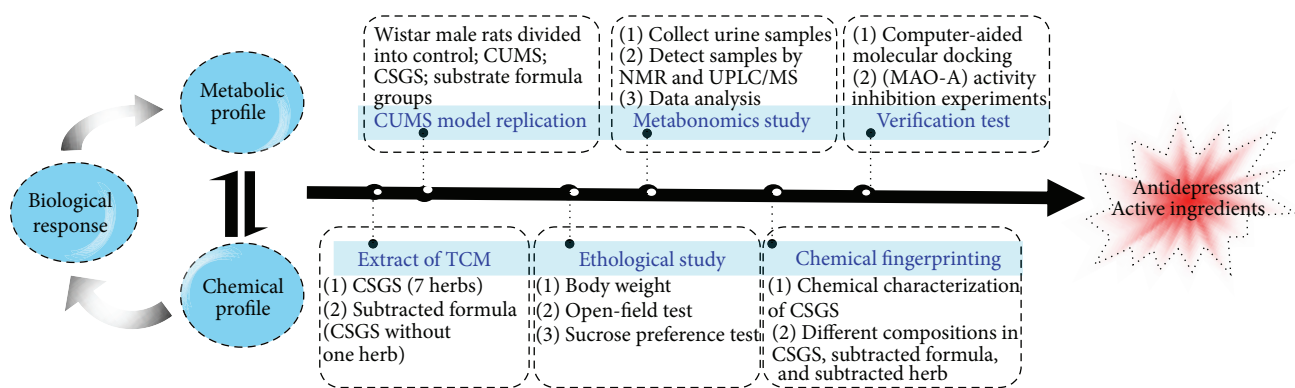 Metabolic
profile
Biological
response
Chemical
profile
Wistar male rats divided
into control; CUMS;
CSGS; substrate formula
groups
CUMS model replication
(1) Collect urine samples
(2) Detect samples by
NMR and UPLC/MS
(3) Data analysis
Metabonomics study
(1) Computer-aided
molecular docking
(2) (MAO-A) activity
inhibition experiments
Verification test
Extract of TCM
(1) CSGS (7 herbs)
(2) Subtracted formula
(CSGS without
one herb)
Ethological study
(1) Body weight
(2) Open-field test
(3) Sucrose preference test
Chemical fingerprinting
(1) Chemical characterization
of CSGS
(2) Different compositions in
CSGS, subtracted formula,
and subtracted herb
Antidepressant
Active ingredients